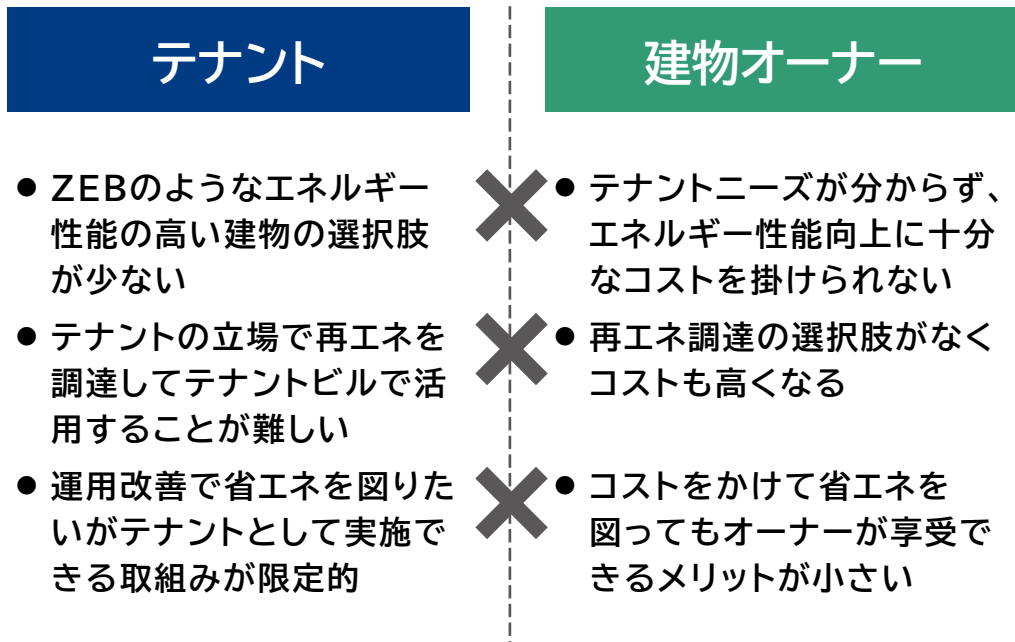 テナント
● ZEBのようなエネルギー
性能の高い建物の選択肢
が少ない
● テナントの立場で再エネを
調達してテナントビルで活
用することが難しい
● 運用改善で省エネを図りた
いがテナントとして実施で
きる取組みが限定的
建物オーナー
● テナントニーズが分からず、
エネルギー性能向上に十分
なコストを掛けられない
● 再エネ調達の選択肢がなく
コストも高くなる
● コストをかけて省エネを
図ってもオーナーが享受で
きるメリットが小さい